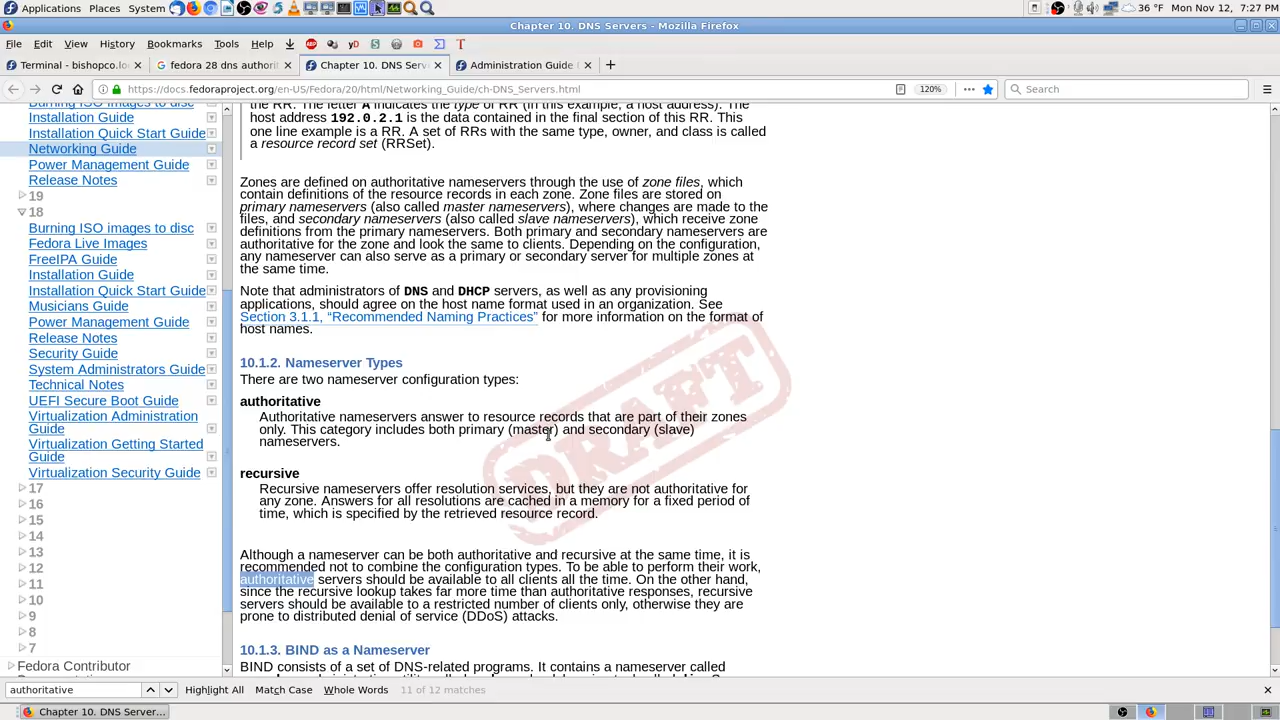 Applications Places System 36 °F Mon Nov 12, 7:27 PM
Chapter 10. DNS Servers - Mozilla Firefox
File Edit View History Bookmarks Tools Help
Terminal - bishopco.lo
fedora 28 dns authori
Chapter 10. DNS Serv
Administration Guide
https://docs.fedoraproject.org/en-US/Fedora/20/html/Networking_Guide/ch-DNS_Servers.html
120%
Search
Burning ISO images to disc
Installation Guide
Installation Quick Start Guide
Networking Guide
Power Management Guide
Release Notes
19
18
Burning ISO images to disc
Fedora Live Images
FreeIPA Guide
Installation Guide
Installation Quick Start Guide
Musicians Guide
Power Management Guide
Release Notes
Security Guide
System Administrators Guide
Technical Notes
UEFI Secure Boot Guide
Virtualization Administration
Guide
Virtualization Getting Started
Guide
Virtualization Security Guide
17
16
15
14
13
12
11
10
9
8
7
Fedora Contributor
the RR. The letter A indicates the type of RR (in this example, a host address). The
host address 192.0.2.1 is the data contained in the final section of this RR. This
one line example is a RR. A set of RRs with the same type, owner, and class is called
a resource record set (RRSet).
Zones are defined on authoritative nameservers through the use of zone files, which
contain definitions of the resource records in each zone. Zone files are stored on
primary nameservers (also called master nameservers), where changes are made to the
files, and secondary nameservers (also called slave nameservers), which receive zone
definitions from the primary nameservers. Both primary and secondary nameservers are
authoritative for the zone and look the same to clients. Depending on the configuration,
any nameserver can also serve as a primary or secondary server for multiple zones at
the same time.
Note that administrators of DNS and DHCP servers, as well as any provisioning
applications, should agree on the host name format used in an organization. See
Section 3.1.1, “Recommended Naming Practices” for more information on the format of
host names.
10.1.2. Nameserver Types
There are two nameserver configuration types:
authoritative
Authoritative nameservers answer to resource records that are part of their zones
only. This category includes both primary (master) and secondary (slave)
nameservers.
DRAFT
recursive
Recursive nameservers offer resolution services, but they are not authoritative for
any zone. Answers for all resolutions are cached in a memory for a fixed period of
time, which is specified by the retrieved resource record.
Although a nameserver can be both authoritative and recursive at the same time, it is
recommended not to combine the configuration types. To be able to perform their work,
authoritative servers should be available to all clients all the time. On the other hand,
since the recursive lookup takes far more time than authoritative responses, recursive
servers should be available to a restricted number of clients only, otherwise they are
prone to distributed denial of service (DDoS) attacks.
10.1.3. BIND as a Nameserver
BIND consists of a set of DNS-related programs. It contains a nameserver called
authoritative
Highlight All Match Case Whole Words 11 of 12 matches
Chapter 10. DNS Server...